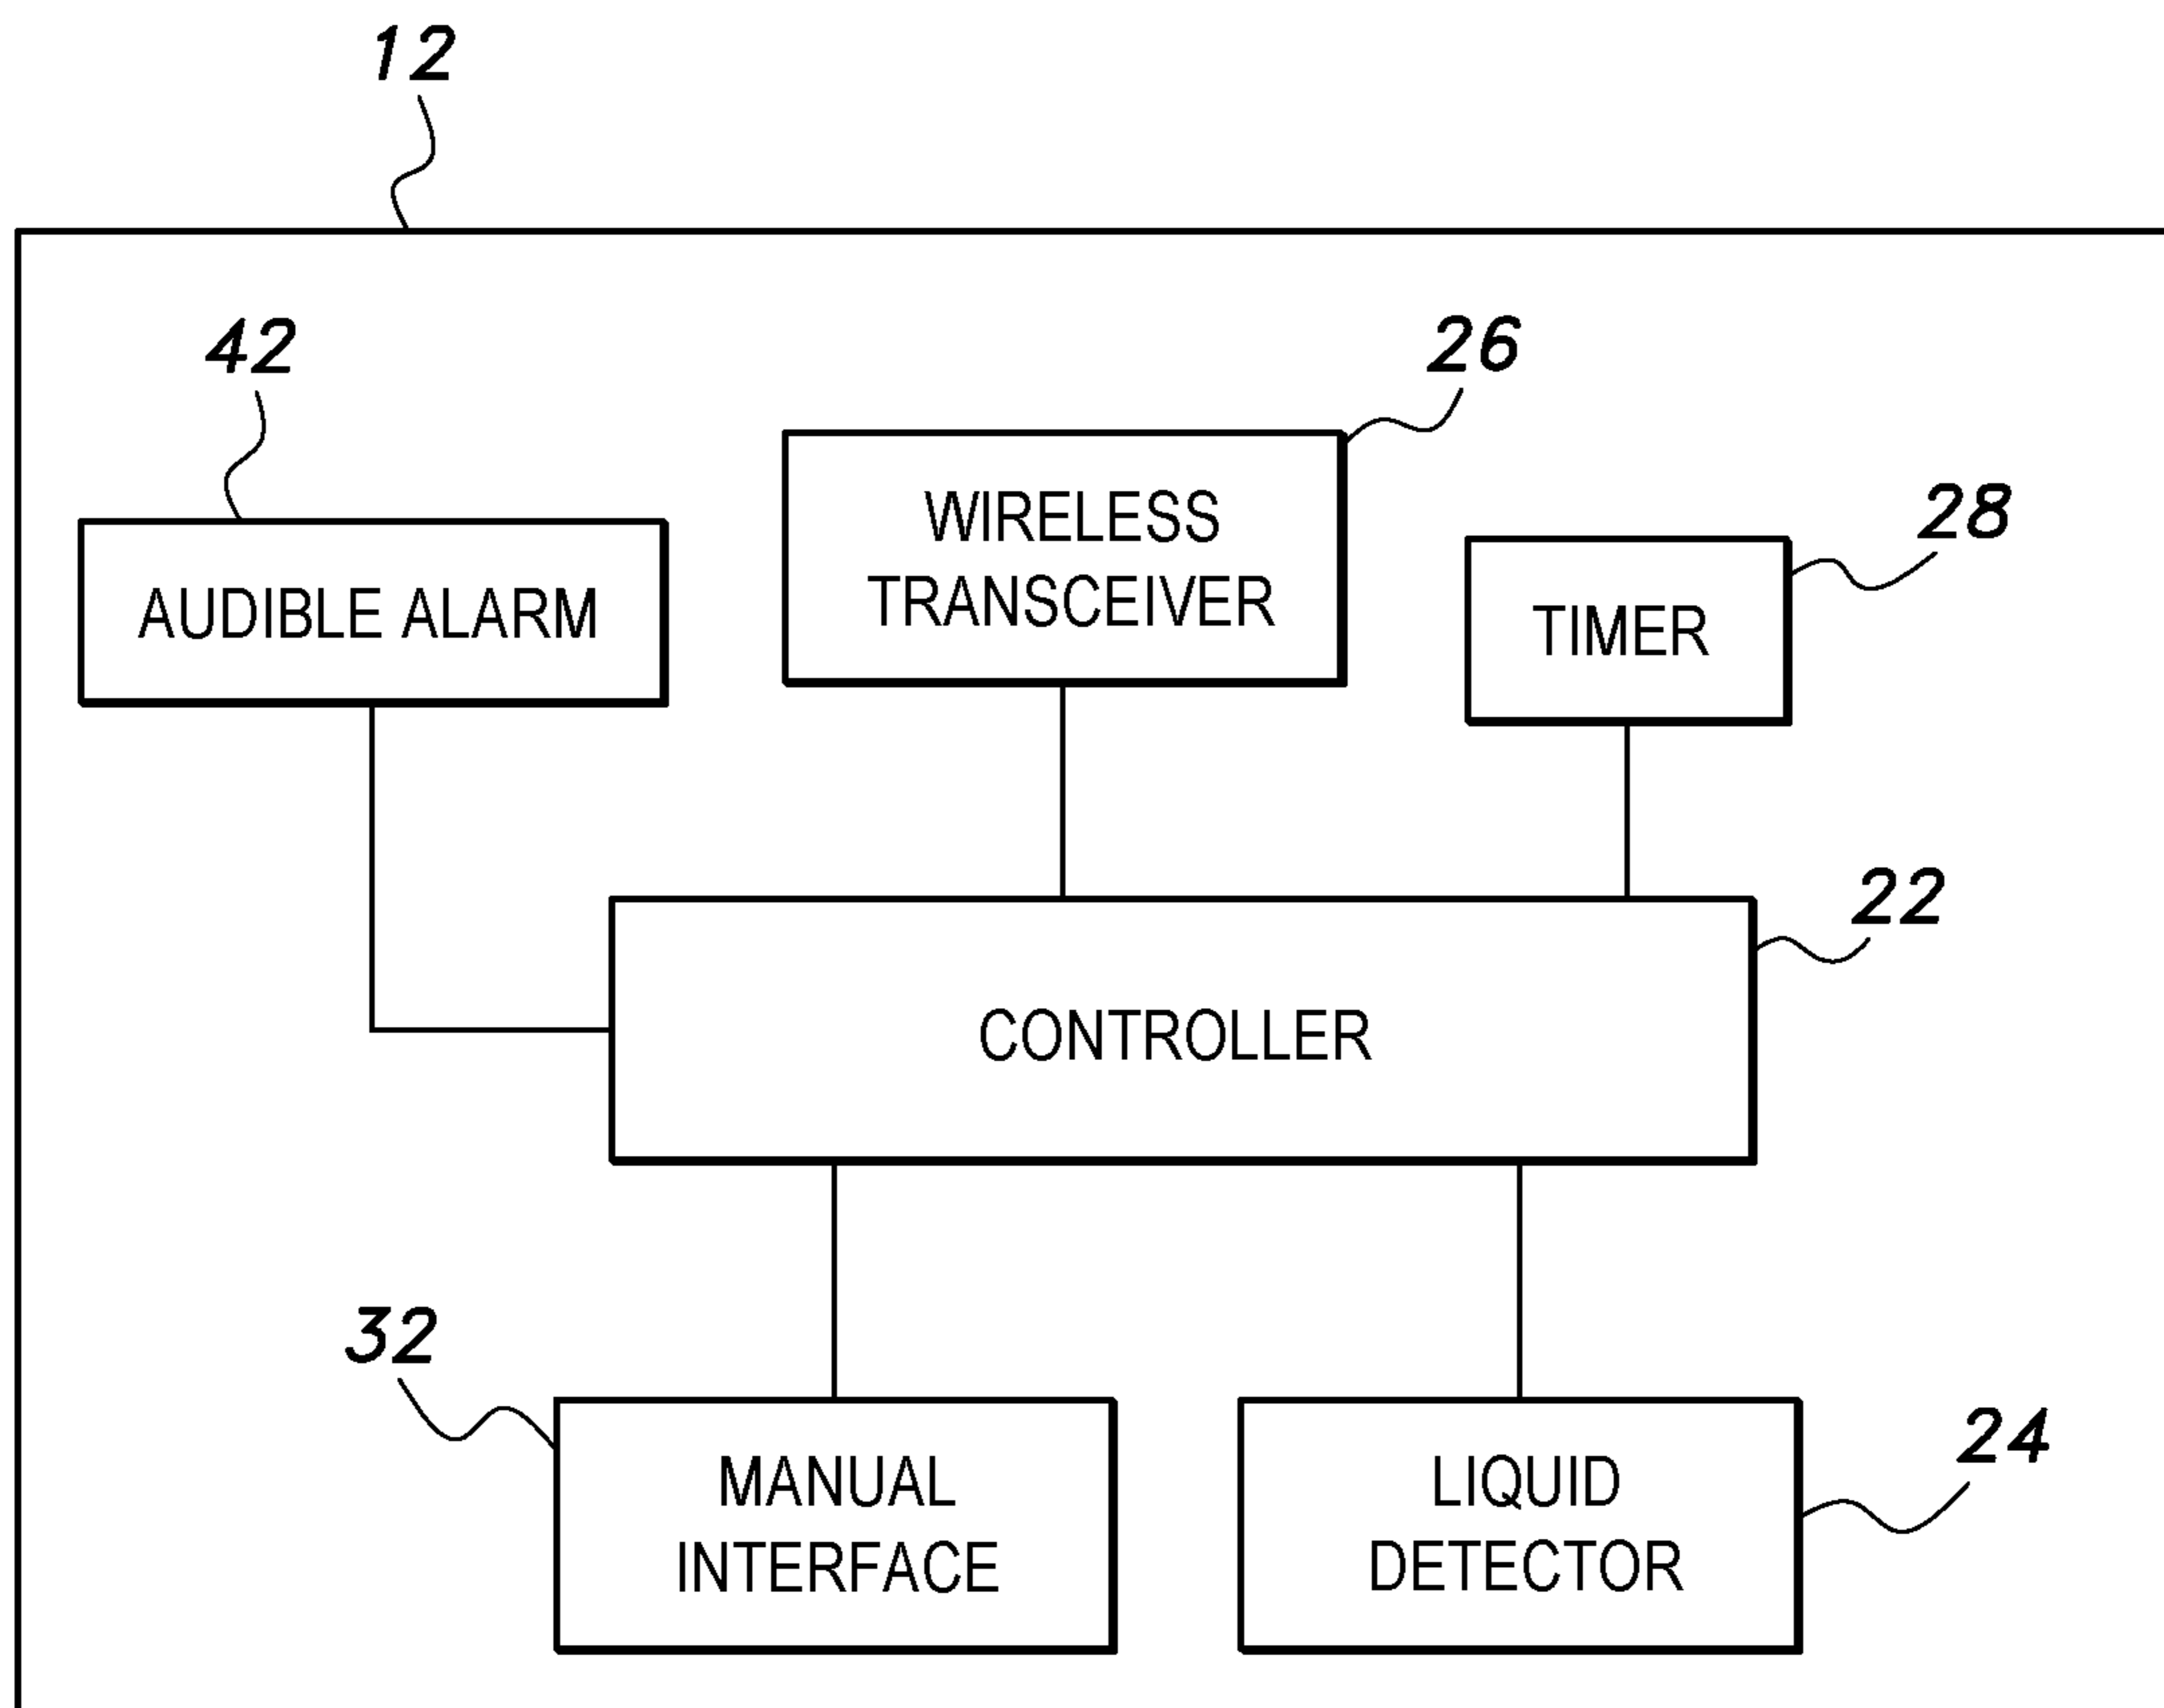 12
42
26
28
WIRELESS
TRANSCEIVER
AUDIBLE ALARM
TIMER
22
CONTROLLER
32
24
MANUAL
INTERFACE
LIQUID
DETECTOR